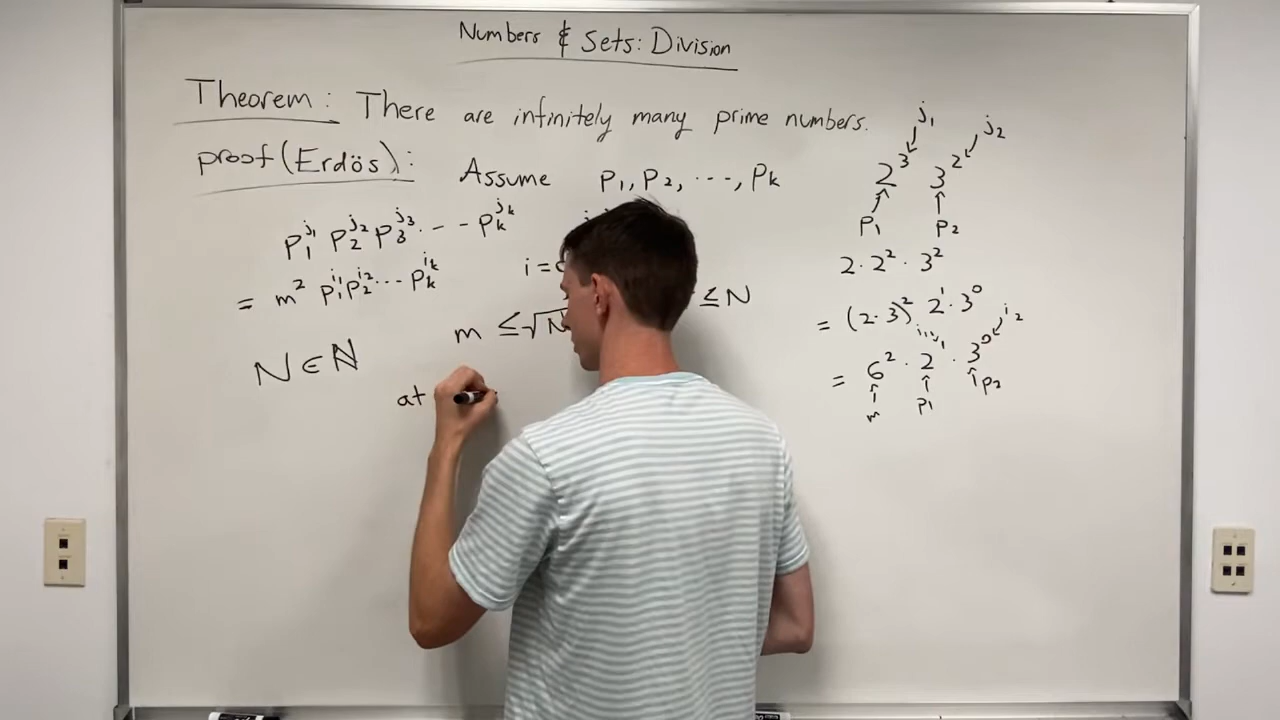 Numbers & Sets: Division
Theorem: There are infinitely many prime numbers.
proof (Erdös): Assume p₁, p₂, ..., pₖ
p₁^j₁ p₂^j₂ p₃^j₃ . - - pₖ^jₖ
= m² p₁^i₁ p₂^i₂ ... pₖ^iₖ
i =
m ≤ √N
≤ N
N ∈ ℕ
at
j₁ j₂
2³ 3²
p₁ p₂
2 · 2² · 3²
= (2·3)² 2¹ · 3⁰
i₂
= 6² · 2 · 3⁰
m p₁ p₂